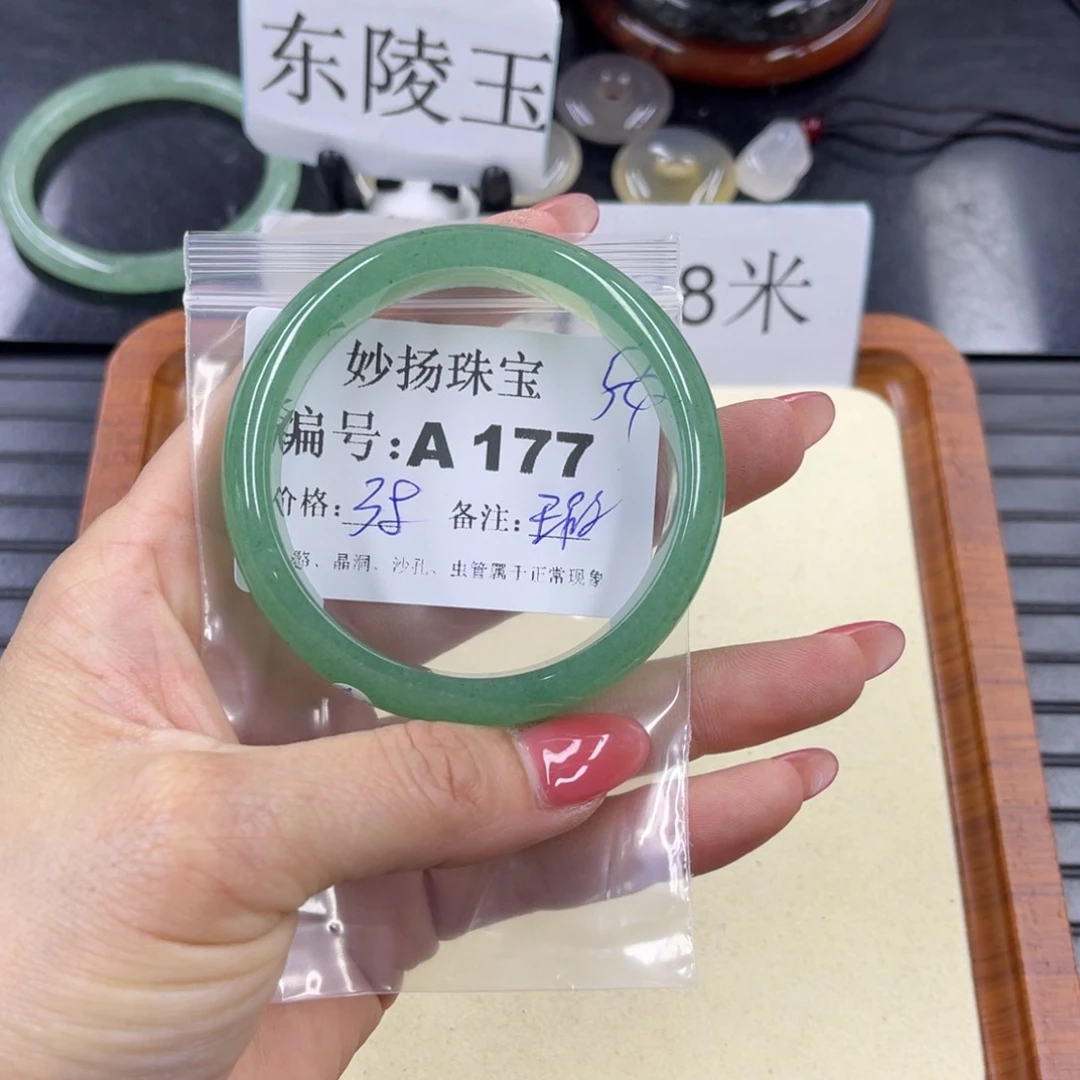 东陵玉
8米
妙扬珠宝
54
编号:A 177
价格:38 备注:
、晶洞、沙孔、虫管属于正常现象